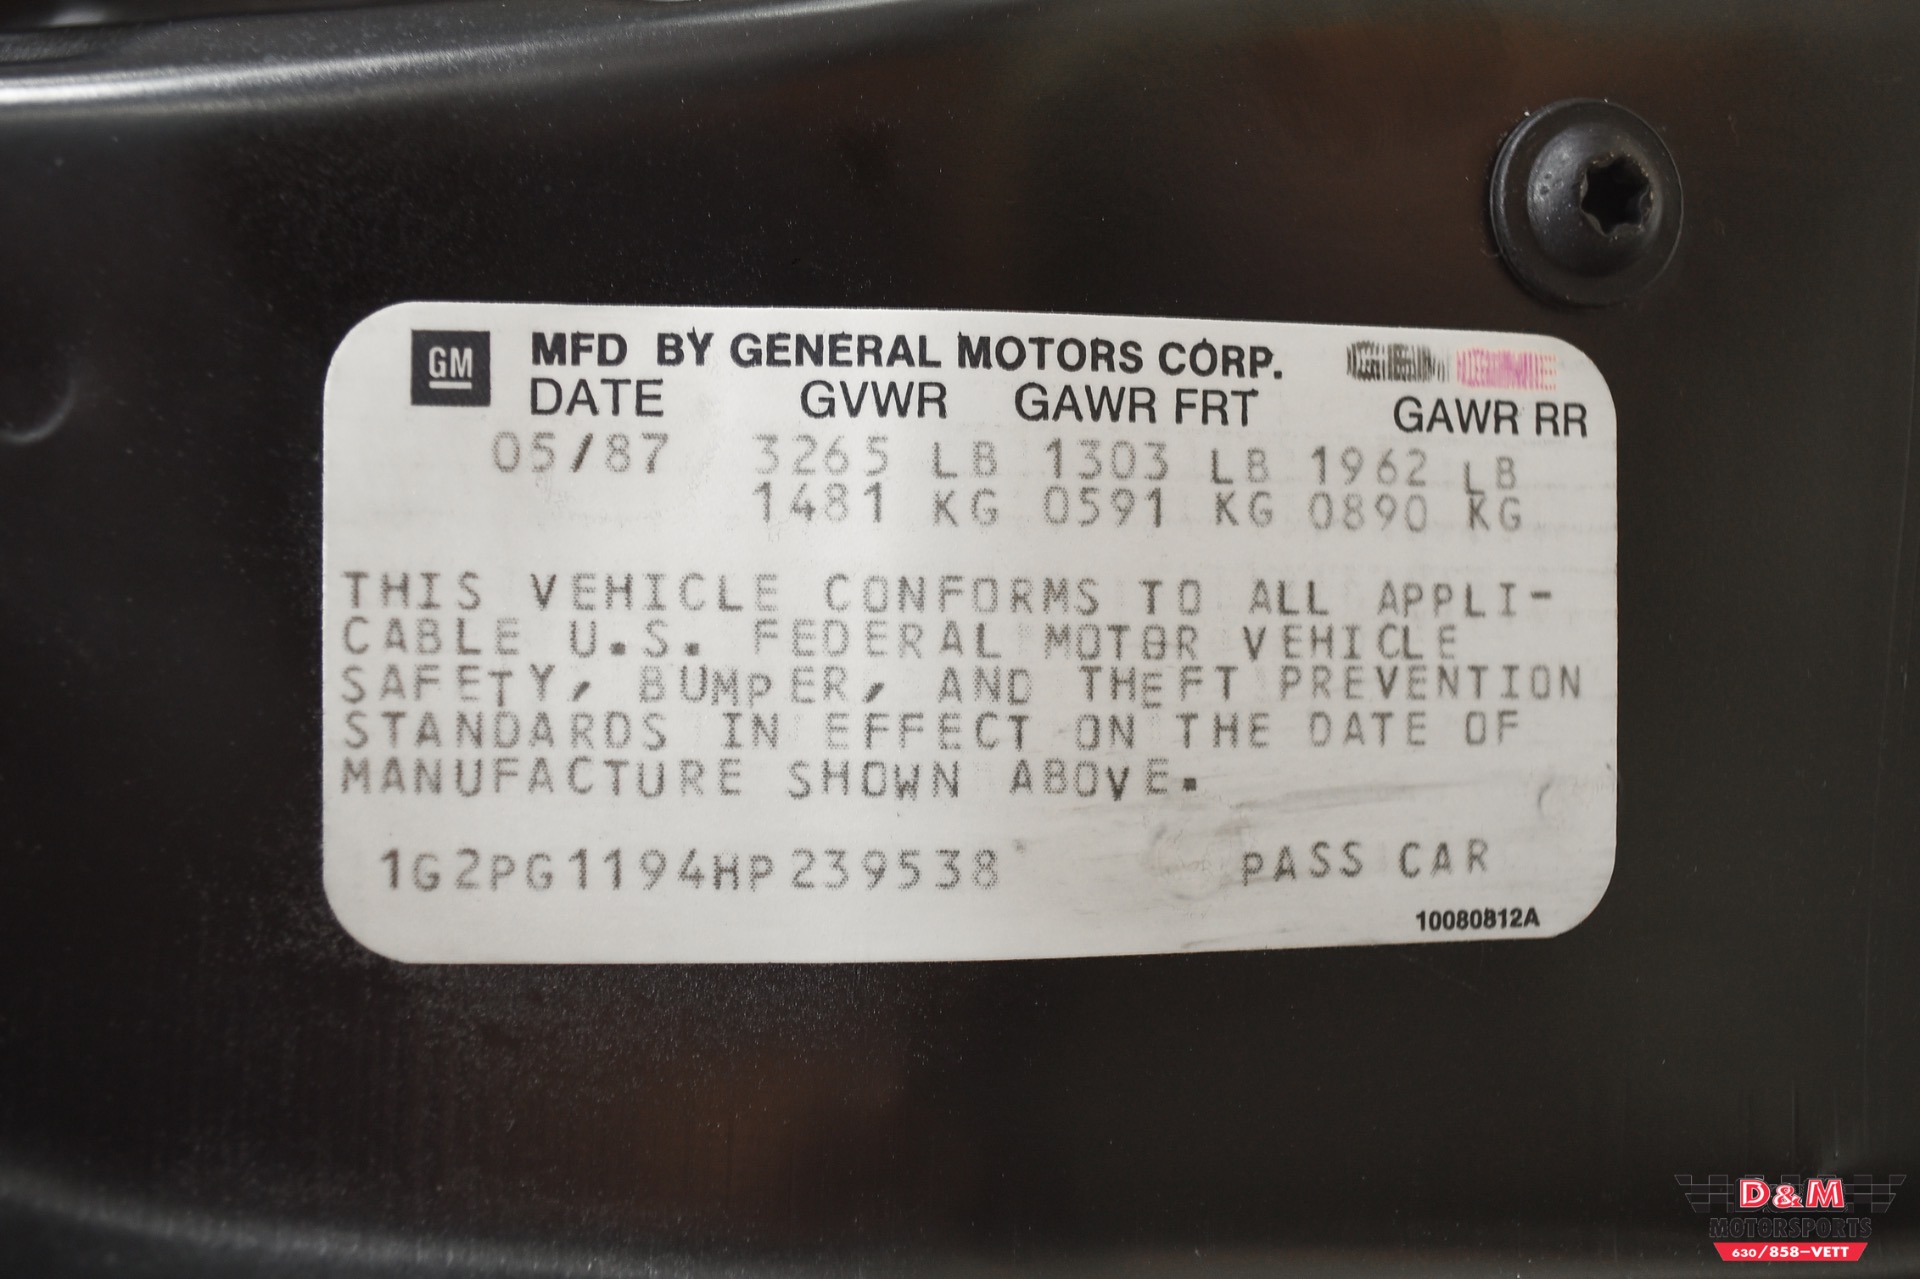 GM MFD BY GENERAL MOTORS CORP.
DATE GVWR GAWR FRT GAWR RR
05/87 3265 LB 1303 LB 1962 LB
1481 KG 0591 KG 0890 KG
THIS VEHICLE CONFORMS TO ALL APPLI-
CABLE U.S. FEDERAL MOTOR VEHICLE
SAFETY, BUMPER, AND THEFT PREVENTION
STANDARDS IN EFFECT ON THE DATE OF
MANUFACTURE SHOWN ABOVE.
1G2PG1194HP239538 PASS CAR
10080812A
D&M
MOTORSPORTS
630/858-VETT